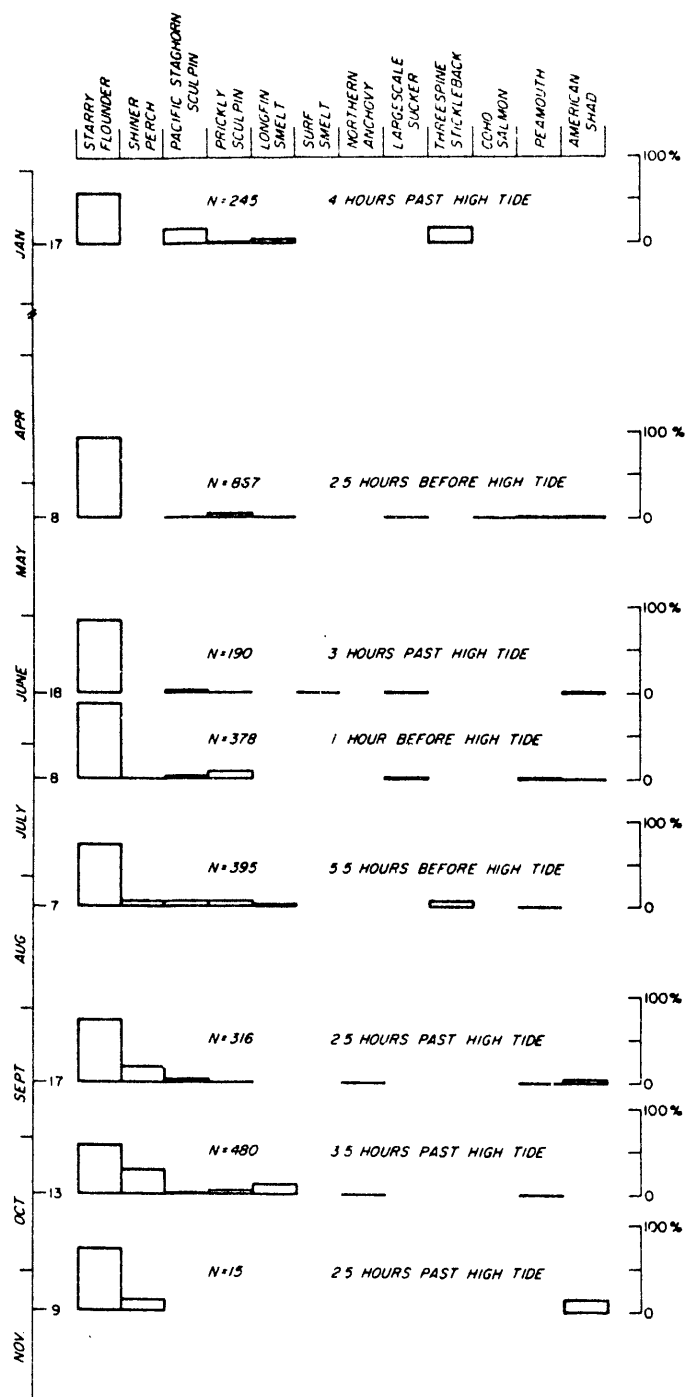 STARRY FLOUNDER
SHINER PERCH
PACIFIC STAGHORN SCULPIN
PRICKLY SCULPIN
LONGFIN SMELT
SURF SMELT
NORTHERN ANCHOVY
LARGESCALE SUCKER
THREESPINE STICKLEBACK
COHO SALMON
PEAMOUTH
AMERICAN SHAD
100%
JAN
17
N=245
4 HOURS PAST HIGH TIDE
0
APR
100%
8
N=857
2.5 HOURS BEFORE HIGH TIDE
0
MAY
100%
JUNE
18
N=190
3 HOURS PAST HIGH TIDE
0
8
N=378
1 HOUR BEFORE HIGH TIDE
0
JULY
100%
7
N=395
5.5 HOURS BEFORE HIGH TIDE
0
AUG
100%
SEPT
17
N=316
2.5 HOURS PAST HIGH TIDE
0
100%
13
N=480
3.5 HOURS PAST HIGH TIDE
0
OCT
100%
9
N=15
2.5 HOURS PAST HIGH TIDE
0
NOV.